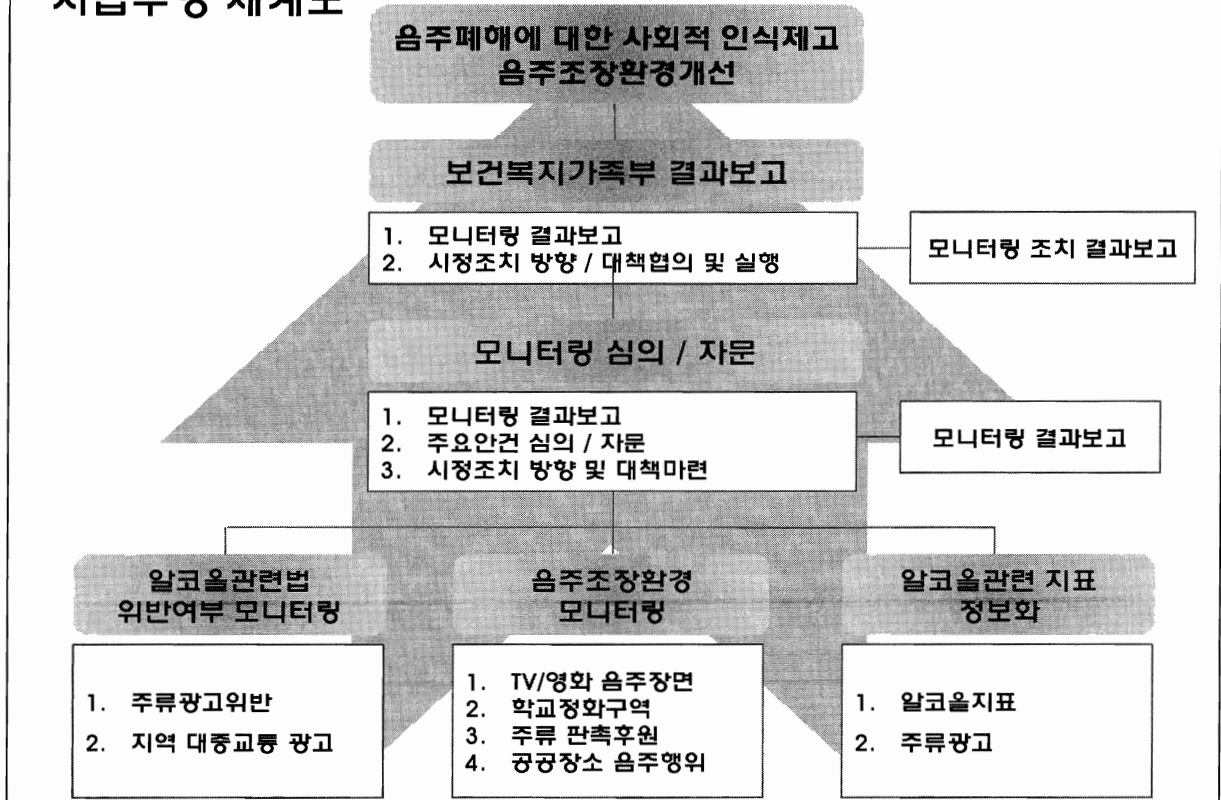 음주폐해에 대한 사회적 인식제고
음주조장환경개선
보건복지가족부 결과보고
1. 모니터링 결과보고
2. 시정조치 방향 / 대책협의 및 실행
모니터링 조치 결과보고
모니터링 심의 / 자문
1. 모니터링 결과보고
2. 주요안건 심의 / 자문
3. 시정조치 방향 및 대책마련
모니터링 결과보고
알코올관련법
위반여부 모니터링
1. 주류광고위반
2. 지역 대중교통 광고
음주조장환경
모니터링
1. TV/영화 음주장면
2. 학교정화구역
3. 주류 판촉후원
4. 공공장소 음주행위
알코올관련 지표
정보화
1. 알코올지표
2. 주류광고